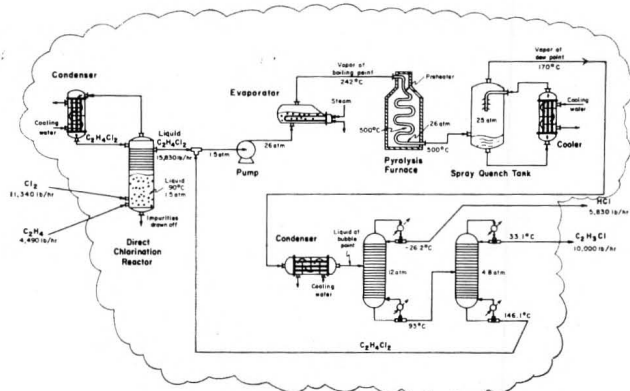 Condenser
Cooling
water
C₂H₄Cl₂
Liquid
C₂H₄Cl₂
15,830 lb/hr
1.5 atm
Liquid
90°C
1.5 atm
Cl₂
11,340 lb/hr
C₂H₄
4,490 lb/hr
Impurities
drawn off
Direct
Chlorination
Reactor
Pump
26 atm
Evaporator
Steam
Vapor at
boiling point
242°C
Preheater
500°C
26 atm
500°C
Pyrolysis
Furnace
25 atm
Spray Quench Tank
Vapor at
dew point
170°C
Cooling
water
Cooler
HCl
5,830 lb/hr
Condenser
Cooling
water
Liquid at
bubble
point
-26.2°C
12 atm
93°C
33.1°C
C₂H₃Cl
10,000 lb/hr
4.8 atm
146.1°C
C₂H₄Cl₂